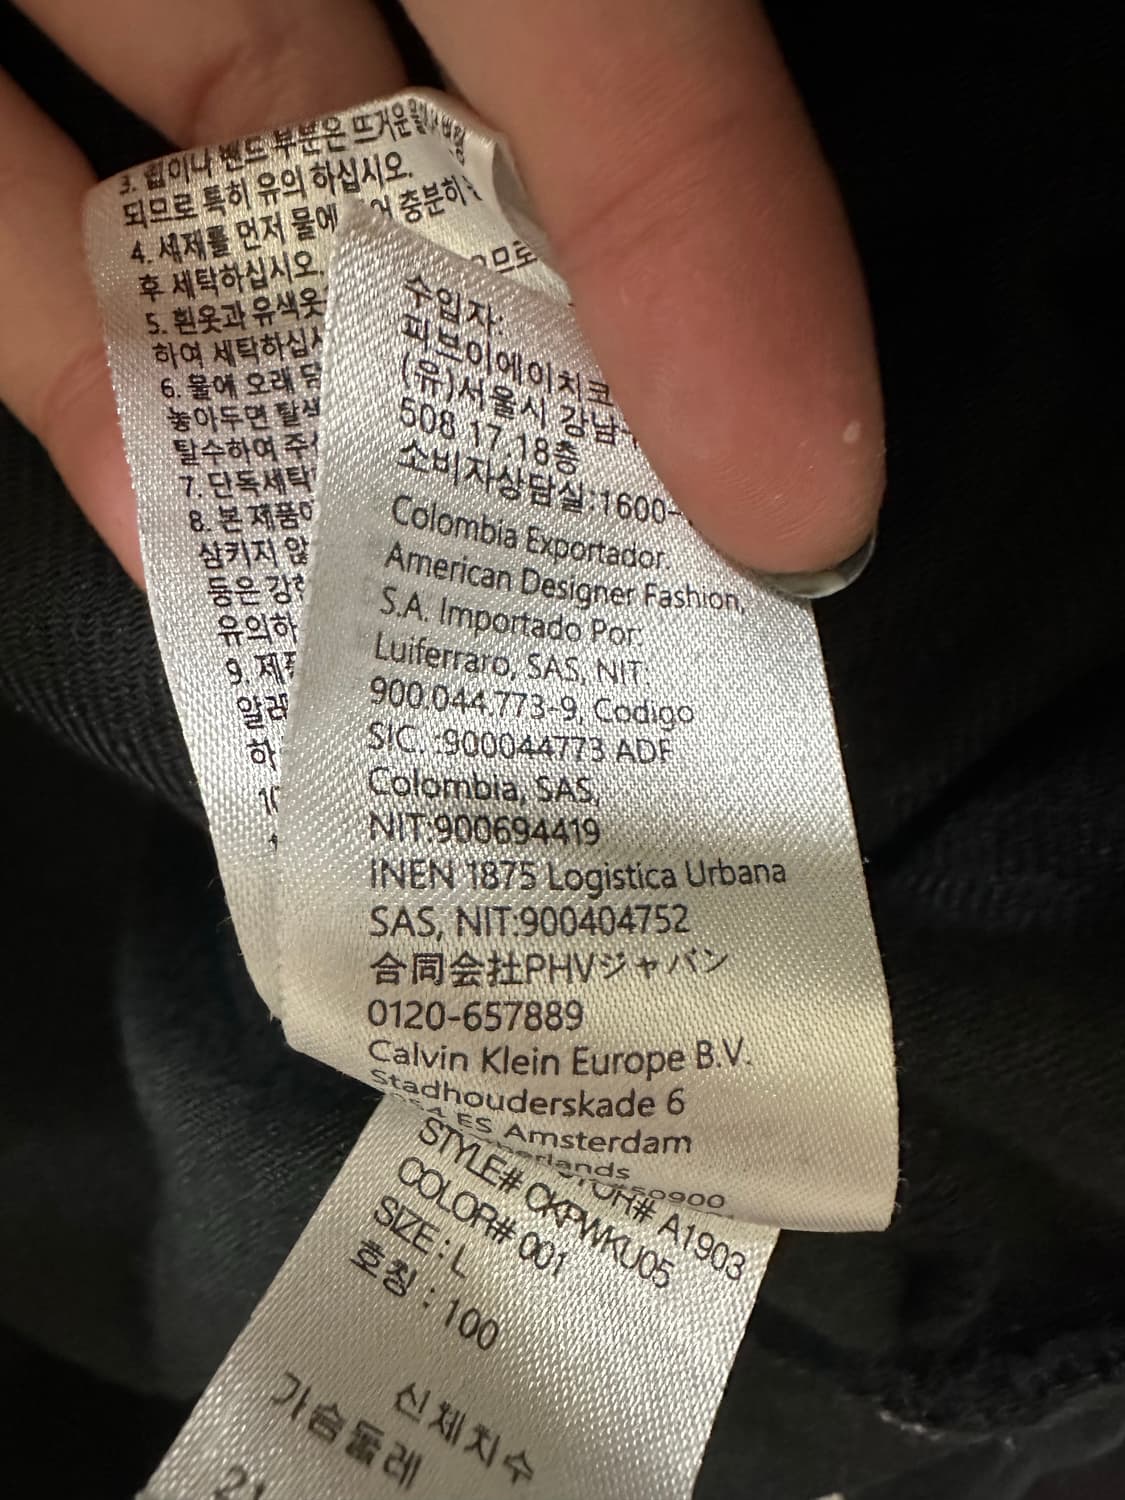 3. 립이나 밴드 부분은 뜨거운
되므로 특히 유의 하십시오.
4. 세제를 먼저 물에 충분히
후 세탁하십시오.
5. 흰옷과 유색옷
하여 세탁하십시
6. 물에 오래 담
놓아두면 탈색
탈수하여 주
7. 단독세탁
8. 본 제품
삼키지 않
등은 강
유의하
9. 제품
알레
하
10
수입자:
피브이에이치코
(유)서울시 강남
508 17,18층
소비자상담실:1600-
Colombia Exportador.
American Designer Fashion,
S.A. Importado Por:
Luiferraro, SAS, NIT:
900.044.773-9, Codigo
SIC. :900044773 ADF
Colombia, SAS,
NIT:900694419
INEN 1875 Logistica Urbana
SAS, NIT:900404752
合同会社PHVジャパン
0120-657889
Calvin Klein Europe B.V.
Stadhouderskade 6
ES Amsterdam
A1903
STYLE# CKPWKU05
COLOR# 001
SIZE : L
호칭 : 100
신체치수
가슴둘레